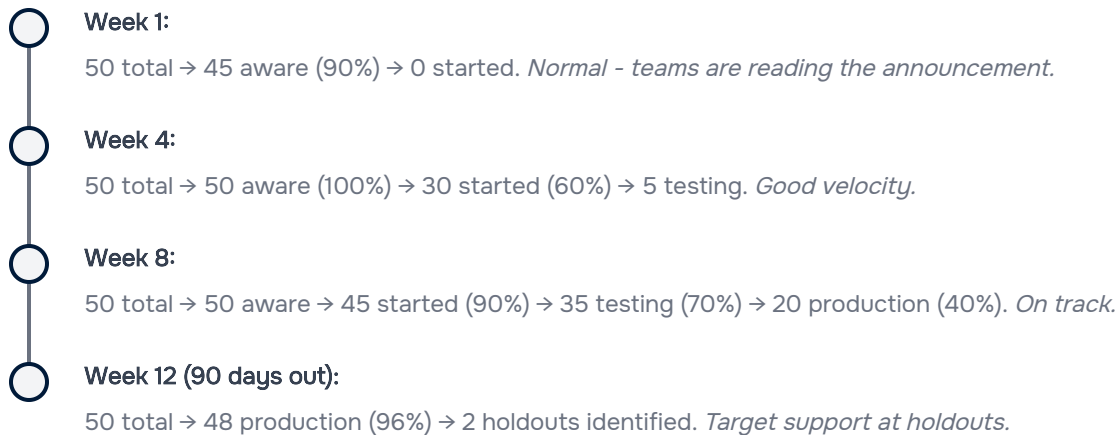 Week 1:
50 total → 45 aware (90%) → 0 started. Normal - teams are reading the announcement.
Week 4:
50 total → 50 aware (100%) → 30 started (60%) → 5 testing. Good velocity.
Week 8:
50 total → 50 aware → 45 started (90%) → 35 testing (70%) → 20 production (40%). On track.
Week 12 (90 days out):
50 total → 48 production (96%) → 2 holdouts identified. Target support at holdouts.